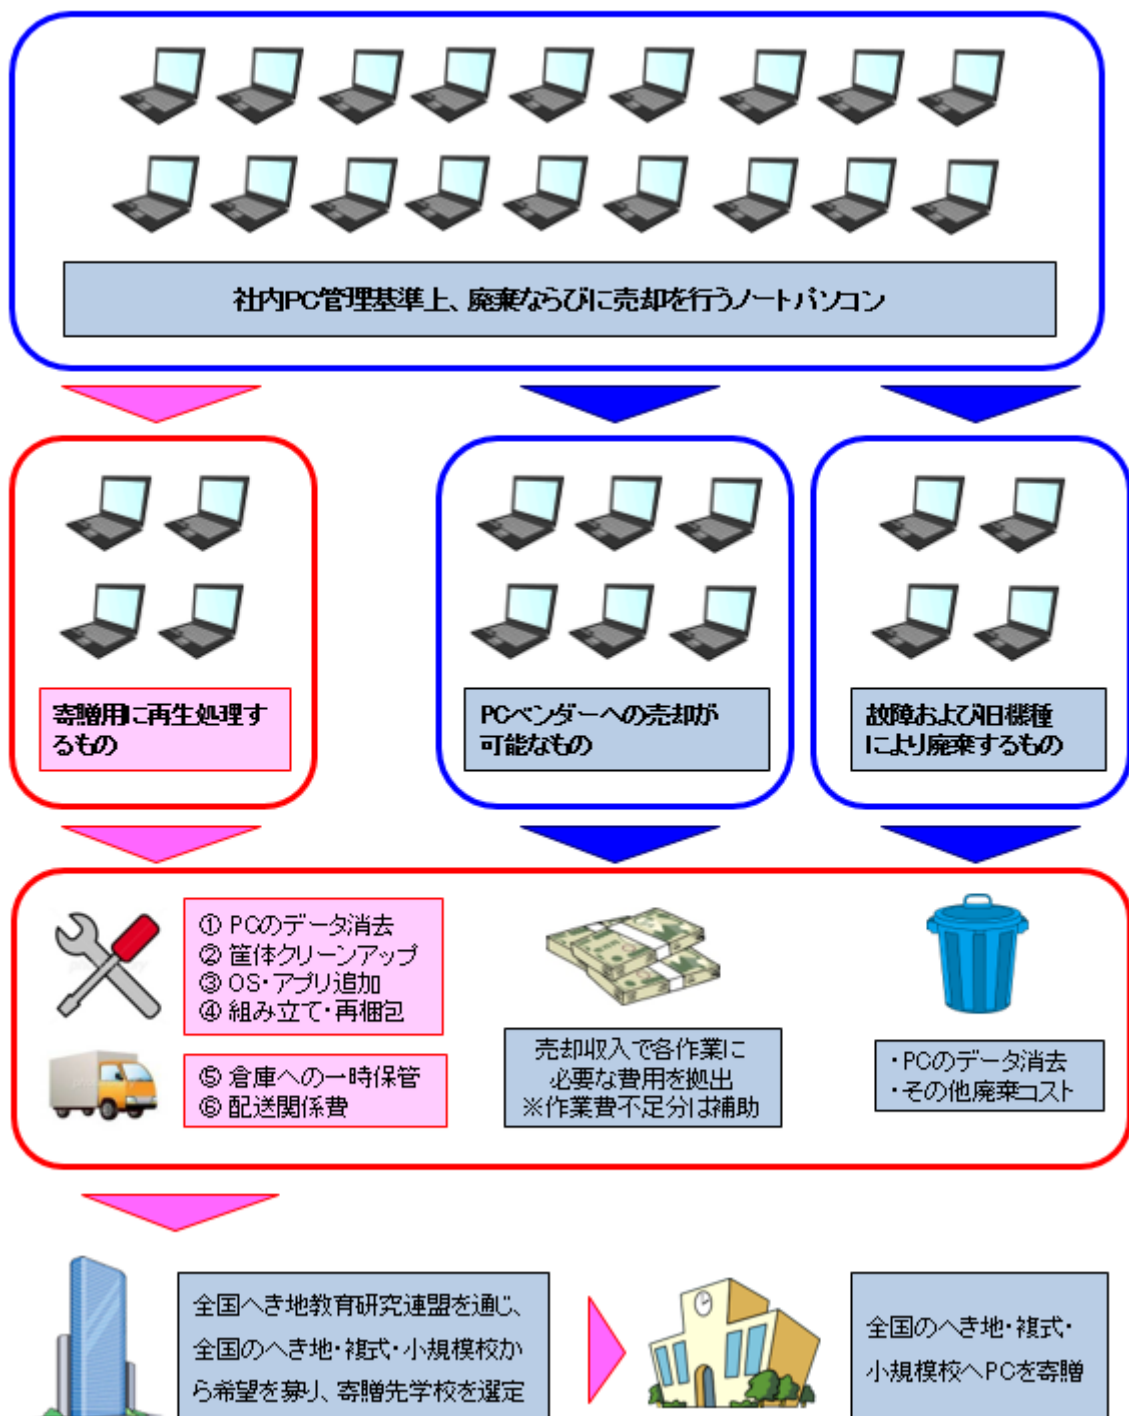 社内PC管理基準上、廃棄ならびに売却を行うノートパソコン
寄贈用に再生処理す
るもの
PCベンダーへの売却が
可能なもの
故障および旧機種
により廃棄するもの
① PCのデータ消去
② 筐体クリーンアップ
③ OS・アプリ追加
④ 組み立て・再梱包
⑤ 倉庫への一時保管
⑥ 配送関係費
売却収入で各作業に
必要な費用を拠出
※作業費不足分は補助
・PCのデータ消去
・その他廃棄コスト
全国へき地教育研究連盟を通じ、
全国のへき地・複式・小規模校か
ら希望を募り、寄贈先学校を選定
全国のへき地・複式・
小規模校へPCを寄贈